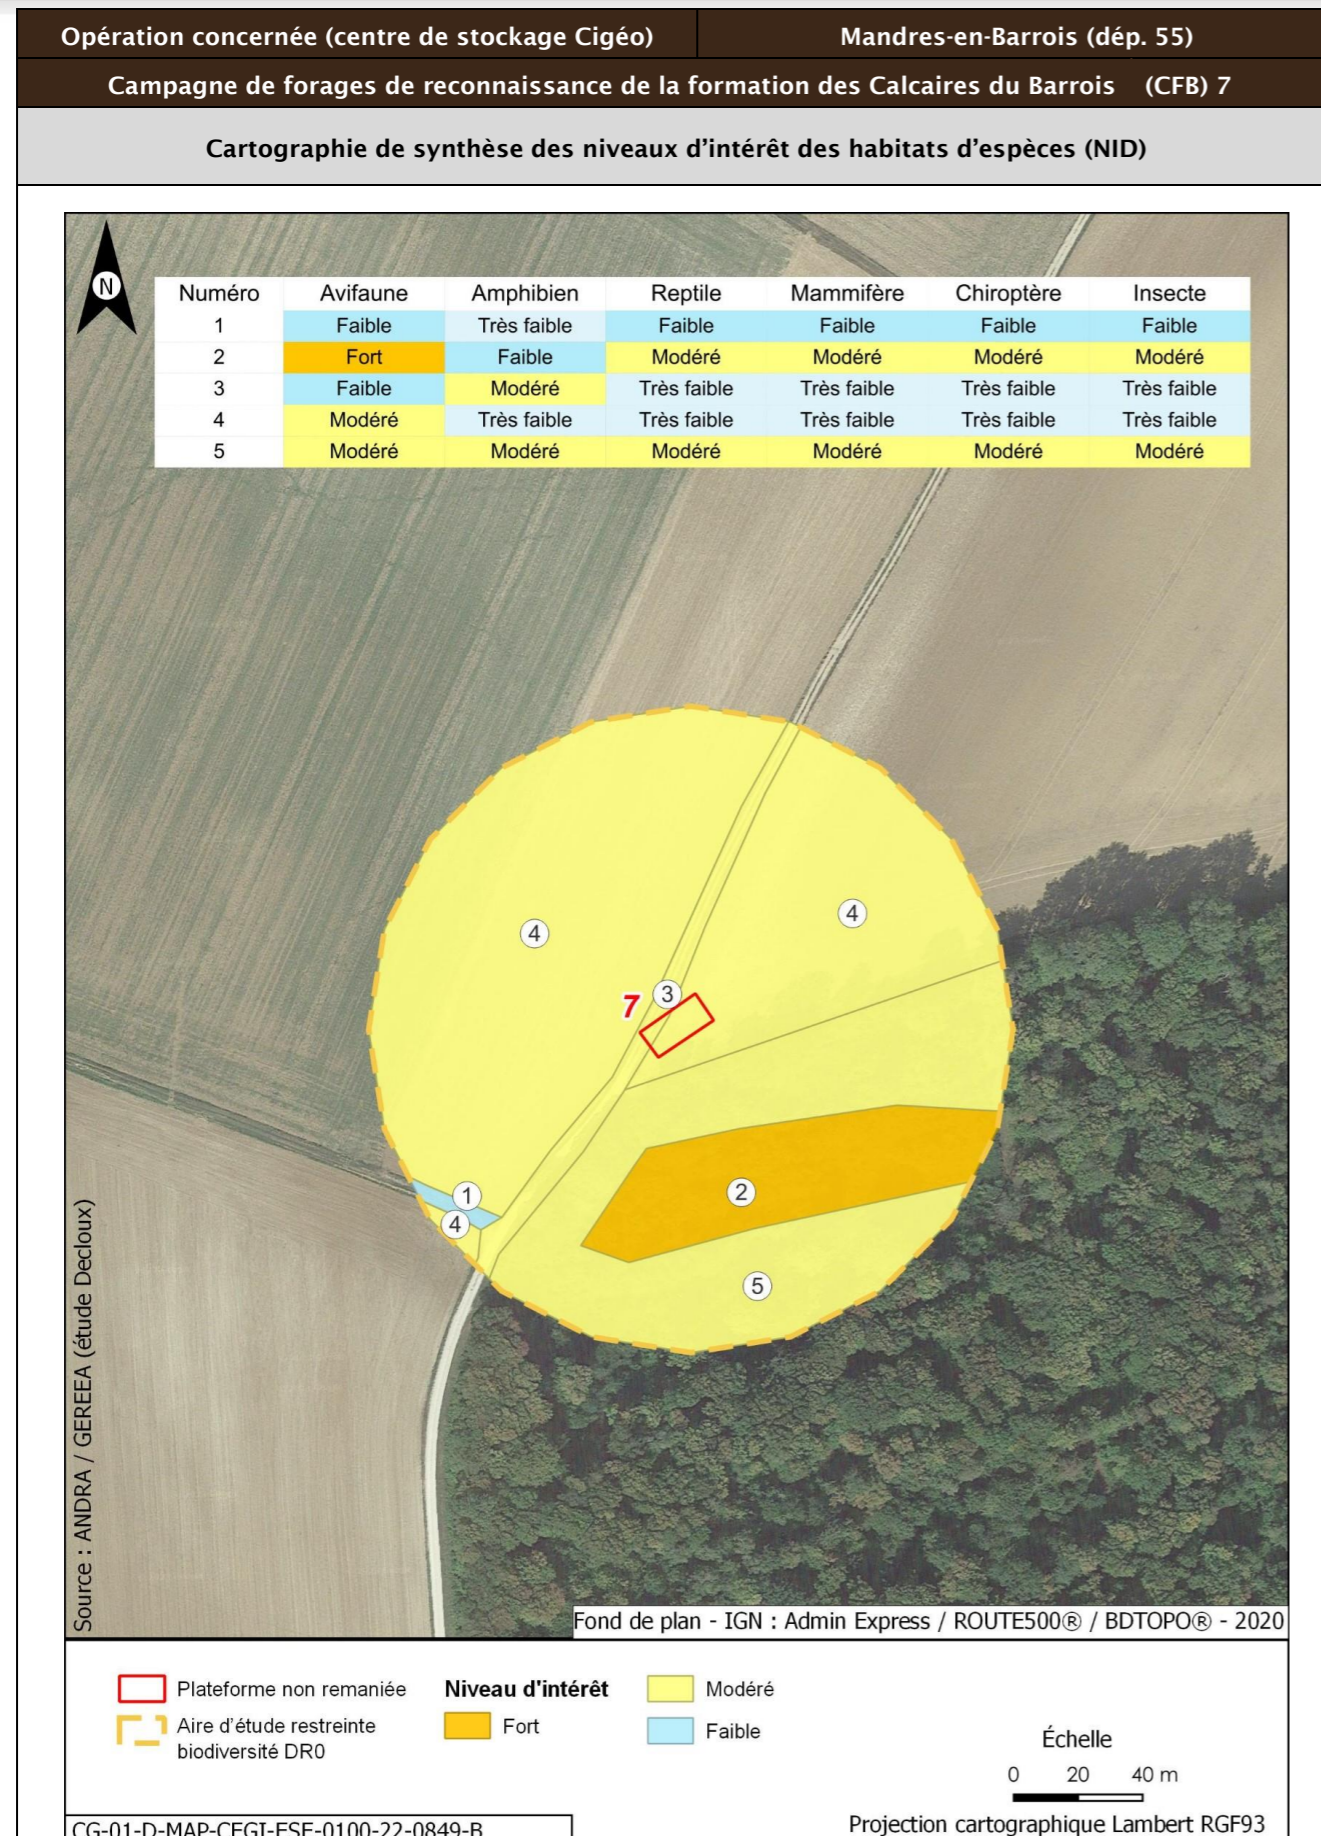 Opération concernée (centre de stockage Cigéo) Mandres-en-Barrois (dép. 55)
Campagne de forages de reconnaissance de la formation des Calcaires du Barrois (CFB) 7
Cartographie de synthèse des niveaux d'intérêt des habitats d'espèces (NID)
N
Numéro Avifaune Amphibien Reptile Mammifère Chiroptère Insecte
1 Faible Très faible Faible Faible Faible Faible
2 Fort Faible Modéré Modéré Modéré Modéré
3 Faible Modéré Très faible Très faible Très faible Très faible
4 Modéré Très faible Très faible Très faible Très faible Très faible
5 Modéré Modéré Modéré Modéré Modéré Modéré
4
4
7
3
1
2
4
5
Source : ANDRA / GEREEA (étude Decloux)
Fond de plan - IGN : Admin Express / ROUTE500® / BDTOPO® - 2020
Plateforme non remaniée
Aire d'étude restreinte
biodiversité DR0
Niveau d'intérêt
Fort
Modéré
Faible
Échelle
0 20 40 m
Projection cartographique Lambert RGF93
CG-01-D-MAP-CEGI-ESE-0100-22-0849-B